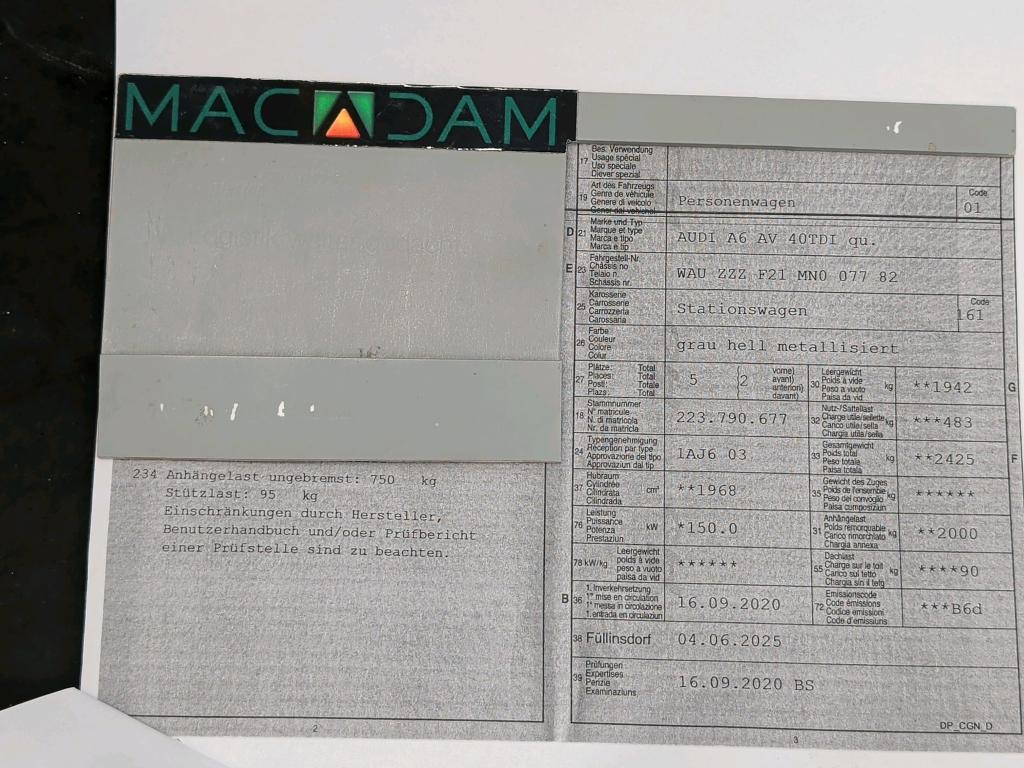 MACADAM
234 Anhängelast ungebremst: 750 kg
Stützlast: 95 kg
Einschränkungen durch Hersteller,
Benutzerhandbuch und/oder Prüfbericht
einer Prüfstelle sind zu beachten.
2
17 Bes. Verwendung
Usage spécial
Uso speciale
Diever spezial
19 Art des Fahrzeugs
Genre de véhicule
Genere di veicolo
Personenwagen
Code
01
D 21 Marke und Typ
Marque et type
Marca e tipo
Marca e tip
AUDI A6 AV 40TDI qu.
E 23 Fahrgestell-Nr.
Châssis no
Telaio n.
Schassis nr.
WAU ZZZ F21 MN0 077 82
25 Karosserie
Carrosserie
Carrozzeria
Carossaria
Stationswagen
Code
161
26 Farbe
Couleur
Colore
Colur
grau hell metallisiert
27 Plätze: Total
Places: Total
Posti: Totale
Plazs: Total
5 (2 vorne)
avant)
anteriori)
davant)
30 Leergewicht
Poids à vide
Peso a vuoto
Paisa da vid
kg **1942 G
18 Stammnummer
N° matricule
N. di matricola
Nr. da matricla
223.790.677
32 Nutz-/Sattellast
Charge utile/sellette
Carico utile/sella
Chargia utila/sella
kg ***483
24 Typengenehmigung
Réception par type
Approvazione del tipo
Approvaziun dal tip
1AJ6 03
33 Gesamtgewicht
Poids total
Peso totale
Paisa totala
kg **2425 F
37 Hubraum
Cylindrée
Cilindrata
Cilindrada
cm³ **1968
35 Gewicht des Zuges
Poids de l'ensemble
Peso del convoglio
Paisa cumposiziun
kg ******
76 Leistung
Puissance
Potenza
Prestaziun
kW *150.0
31 Anhängelast
Poids remorquable
Carico rimorchiato
Chargia annexa
kg **2000
78 kW/kg Leergewicht
poids à vide
peso a vuoto
paisa da vid
******
55 Dachlast
Charge sur le toit
Carico sul tetto
Chargia sin il tetg
kg ****90
B 36 1. Inverkehrsetzung
1re mise en circulation
1a messa in circolazione
1. entrada en circulaziun
16.09.2020
72 Emissionscode
Code émissions
Codice emissioni
Code d'emissiuns
***B6d
38 Füllinsdorf 04.06.2025
39 Prüfungen
Expertises
Perizie
Examinaziuns
16.09.2020 BS
DP_CGN_D
3